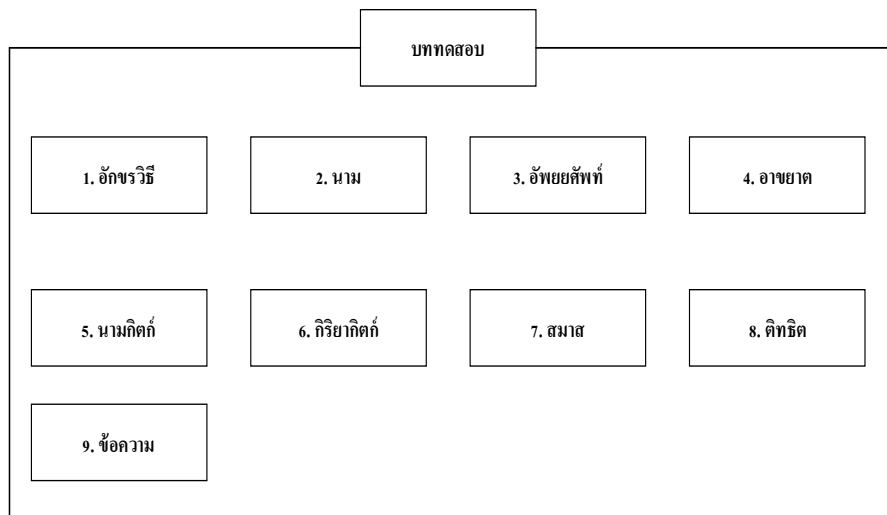 บททดสอบ
1. อักขรวิธี
2. นาม
3. อัพยยศัพท์
4. อาขยาต
5. นามกิตก์
6. กิริยากิตก์
7. สมาส
8. ติทธิต
9. ข้อความ